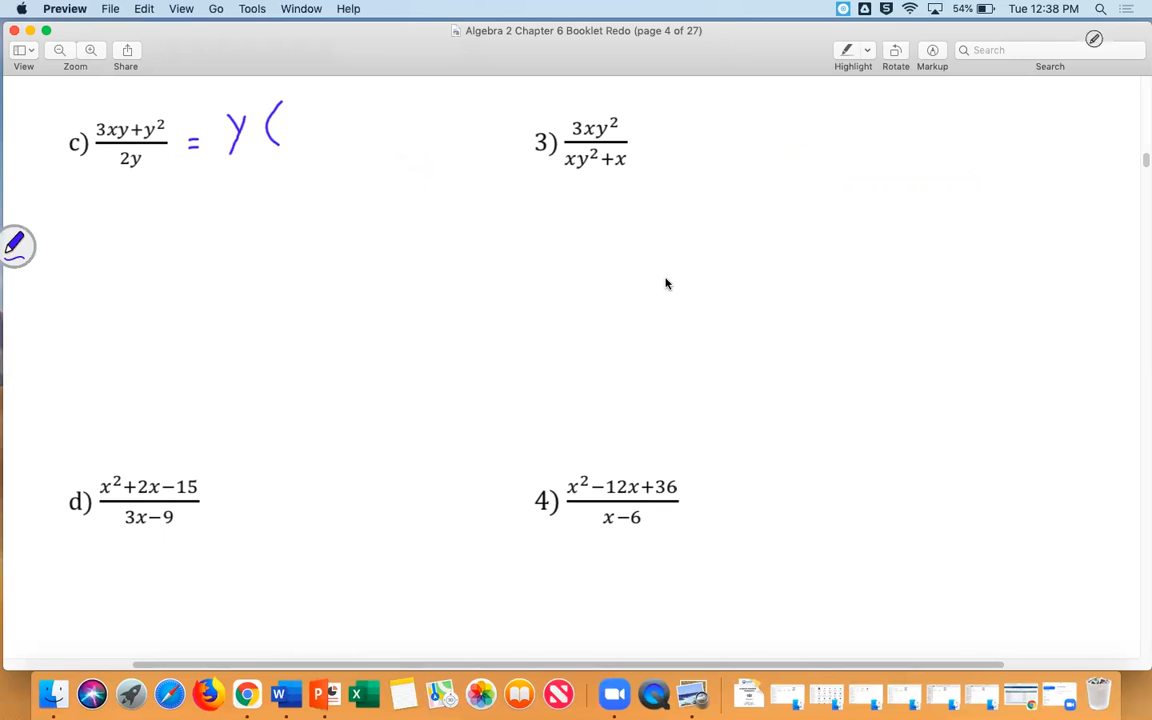 Preview File Edit View Go Tools Window Help 54% Tue 12:38 PM
Algebra 2 Chapter 6 Booklet Redo (page 4 of 27)
Search
View Zoom Share Highlight Rotate Markup Search
c) (3xy+y²)/(2y) = y (
3) (3xy²)/(xy²+x)
d) (x²+2x−15)/(3x−9)
4) (x²−12x+36)/(x−6)